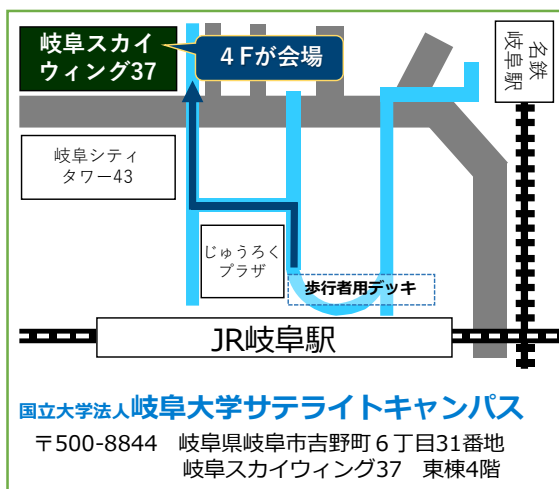 岐阜スカイ
ウィング37
４Fが会場
名鉄
岐阜駅
岐阜シティ
タワー43
じゅうろく
プラザ
歩行者用デッキ
JR岐阜駅
国立大学法人岐阜大学サテライトキャンパス
〒500-8844　岐阜県岐阜市吉野町６丁目31番地
岐阜スカイウィング37　東棟4階